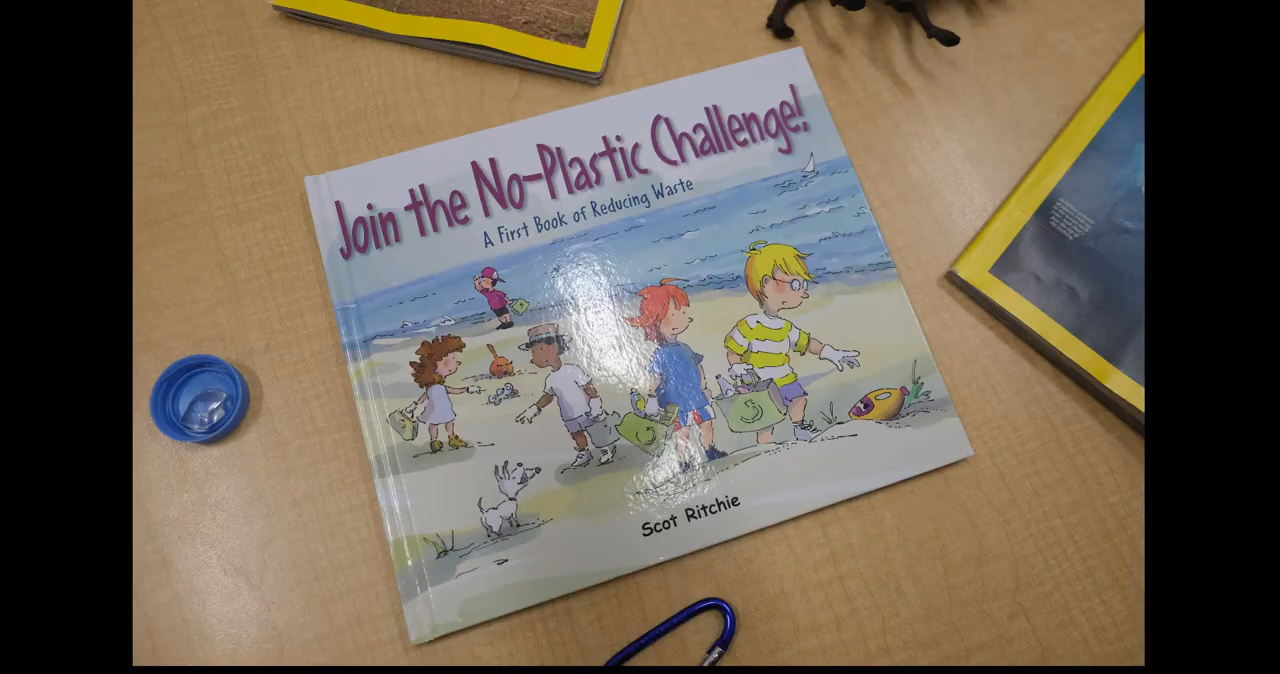 Join the No-Plastic Challenge!
A First Book of Reducing Waste
Scot Ritchie